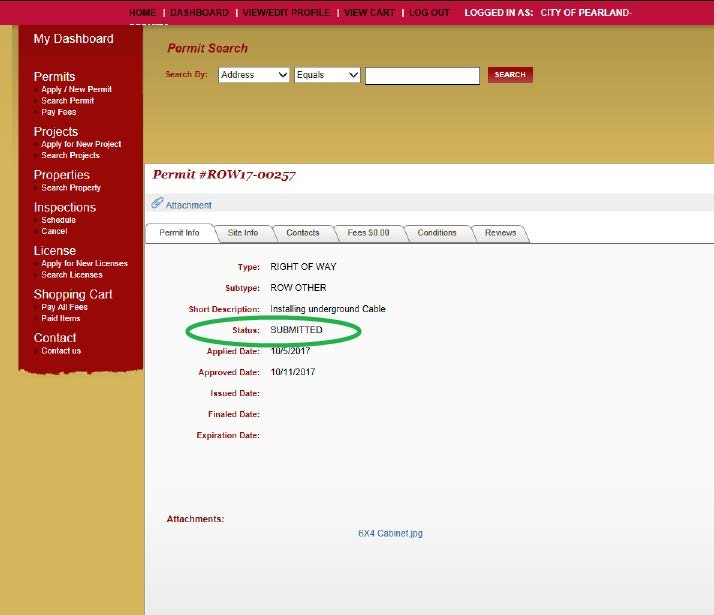 HOME | DASHBOARD | VIEW/EDIT PROFILE | VIEW CART | LOG OUT LOGGED IN AS: CITY OF PEARLAND-
My Dashboard
Permits
Apply / New Permit
Search Permit
Pay Fees
Projects
Apply for New Project
Search Projects
Properties
Search Property
Inspections
Schedule
Cancel
License
Apply for New Licenses
Search Licenses
Shopping Cart
Pay All Fees
Paid Items
Contact
Contact us
Permit Search
Search By: Address Equals SEARCH
Permit #ROW17-00257
Attachment
Permit Info Site Info Contacts Fees $0.00 Conditions Reviews
Type: RIGHT OF WAY
Subtype: ROW OTHER
Short Description: Installing underground Cable
Status: SUBMITTED
Applied Date: 10/5/2017
Approved Date: 10/11/2017
Issued Date:
Finaled Date:
Expiration Date:
Attachments:
6X4 Cabinet.jpg